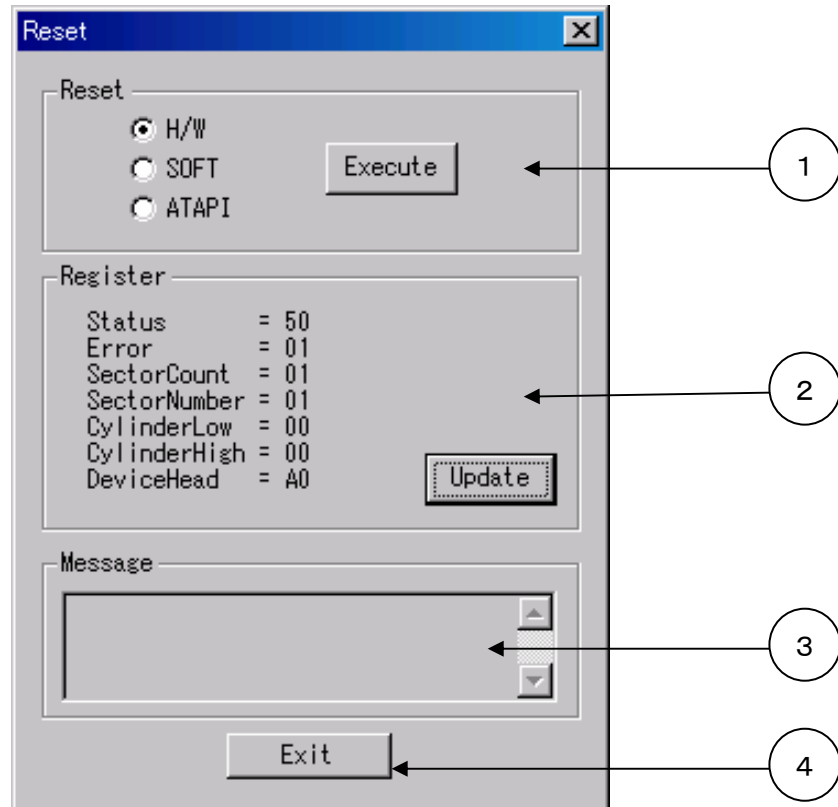 Reset
Reset
H/W
SOFT
Execute
ATAPI
1
Register
Status = 50
Error = 01
SectorCount = 01
SectorNumber = 01
CylinderLow = 00
CylinderHigh = 00
DeviceHead = A0
Update
2
Message
3
Exit
4